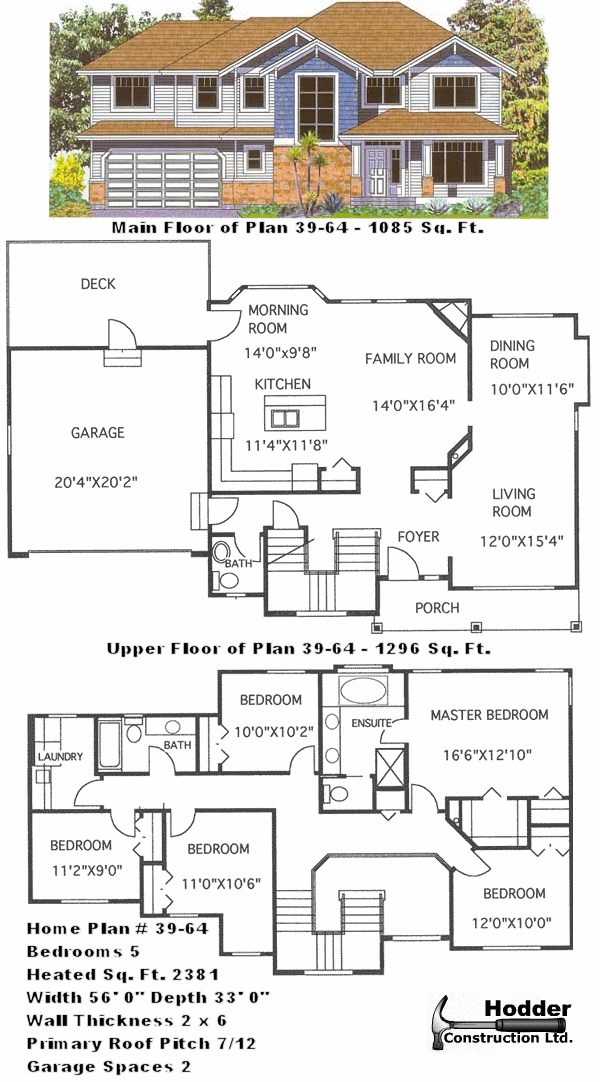 Main Floor of Plan 39-64 - 1085 Sq. Ft.
DECK
MORNING
ROOM
14'0"x9'8"
FAMILY ROOM
14'0"X16'4"
DINING
ROOM
10'0"X11'6"
KITCHEN
11'4"X11'8"
GARAGE
20'4"X20'2"
LIVING
ROOM
12'0"X15'4"
FOYER
BATH
PORCH
Upper Floor of Plan 39-64 - 1296 Sq. Ft.
BEDROOM
10'0"X10'2"
ENSUITE
MASTER BEDROOM
16'6"X12'10"
LAUNDRY
BATH
BEDROOM
11'2"X9'0"
BEDROOM
11'0"X10'6"
BEDROOM
12'0"X10'0"
Home Plan # 39-64
Bedrooms 5
Heated Sq. Ft. 2381
Width 56'0" Depth 33'0"
Wall Thickness 2 x 6
Primary Roof Pitch 7/12
Garage Spaces 2
Hodder
Construction Ltd.